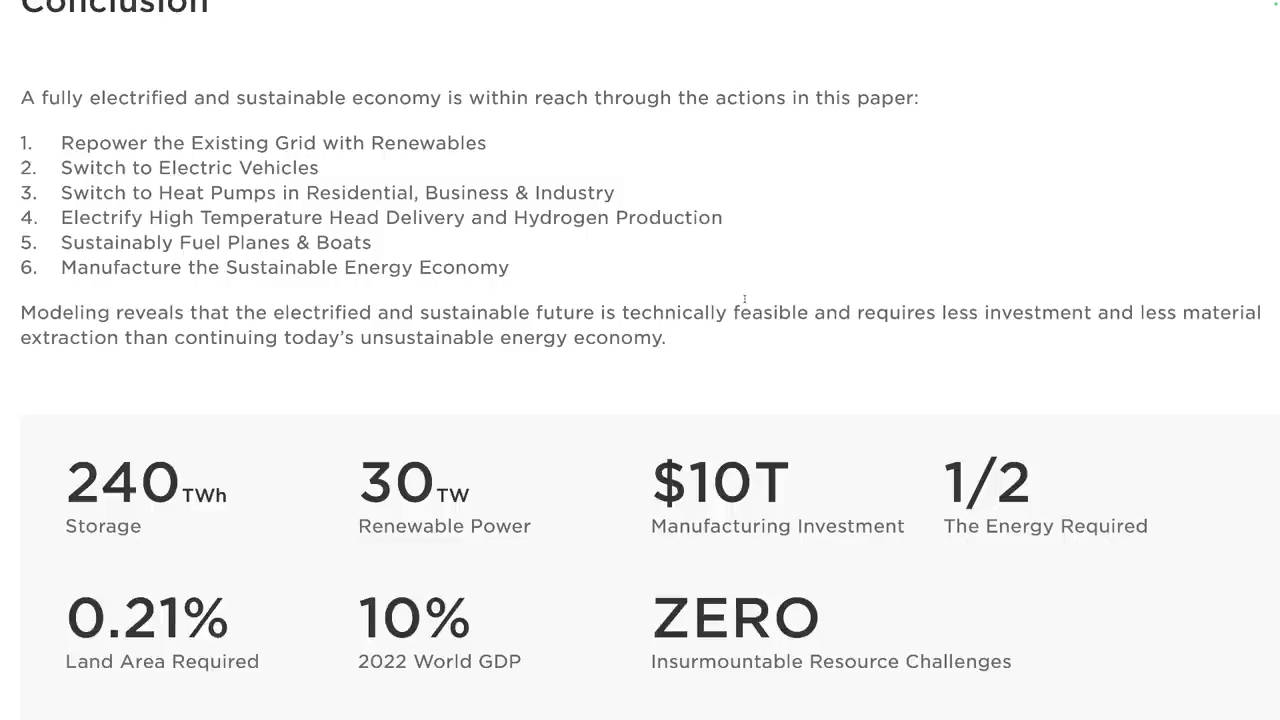 Conclusion
A fully electrified and sustainable economy is within reach through the actions in this paper:
1. Repower the Existing Grid with Renewables
2. Switch to Electric Vehicles
3. Switch to Heat Pumps in Residential, Business & Industry
4. Electrify High Temperature Head Delivery and Hydrogen Production
5. Sustainably Fuel Planes & Boats
6. Manufacture the Sustainable Energy Economy
Modeling reveals that the electrified and sustainable future is technically feasible and requires less investment and less material
extraction than continuing today’s unsustainable energy economy.
240 TWh 30 TW $10T 1/2
Storage Renewable Power Manufacturing Investment The Energy Required
0.21% 10% ZERO
Land Area Required 2022 World GDP Insurmountable Resource Challenges